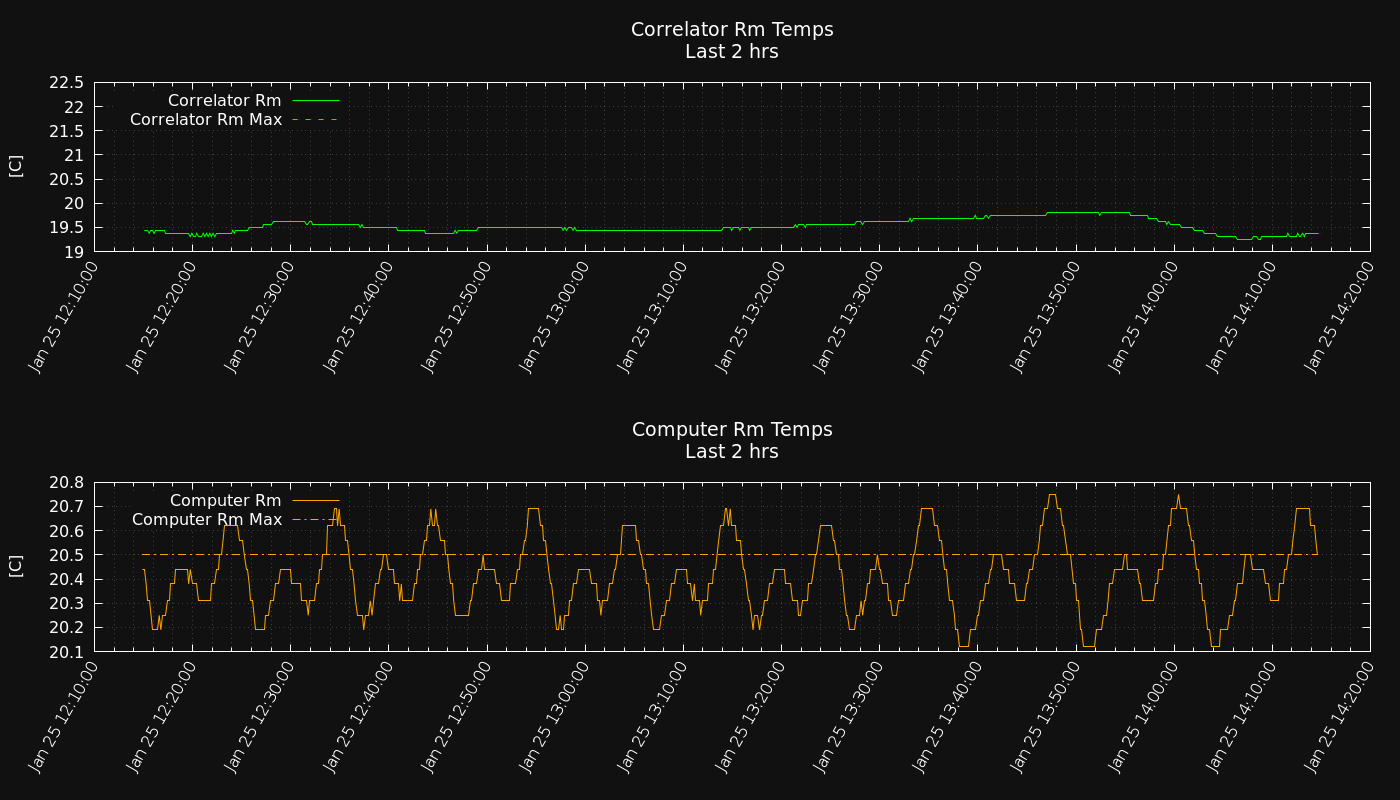 Correlator Rm Temps
Last 2 hrs
22.5
22
21.5
21
20.5
20
19.5
19
[C]
Correlator Rm
Correlator Rm Max
Jan 25 12:10:00
Jan 25 12:20:00
Jan 25 12:30:00
Jan 25 12:40:00
Jan 25 12:50:00
Jan 25 13:00:00
Jan 25 13:10:00
Jan 25 13:20:00
Jan 25 13:30:00
Jan 25 13:40:00
Jan 25 13:50:00
Jan 25 14:00:00
Jan 25 14:10:00
Jan 25 14:20:00
Computer Rm Temps
Last 2 hrs
20.8
20.7
20.6
20.5
20.4
20.3
20.2
20.1
[C]
Computer Rm
Computer Rm Max
Jan 25 12:10:00
Jan 25 12:20:00
Jan 25 12:30:00
Jan 25 12:40:00
Jan 25 12:50:00
Jan 25 13:00:00
Jan 25 13:10:00
Jan 25 13:20:00
Jan 25 13:30:00
Jan 25 13:40:00
Jan 25 13:50:00
Jan 25 14:00:00
Jan 25 14:10:00
Jan 25 14:20:00